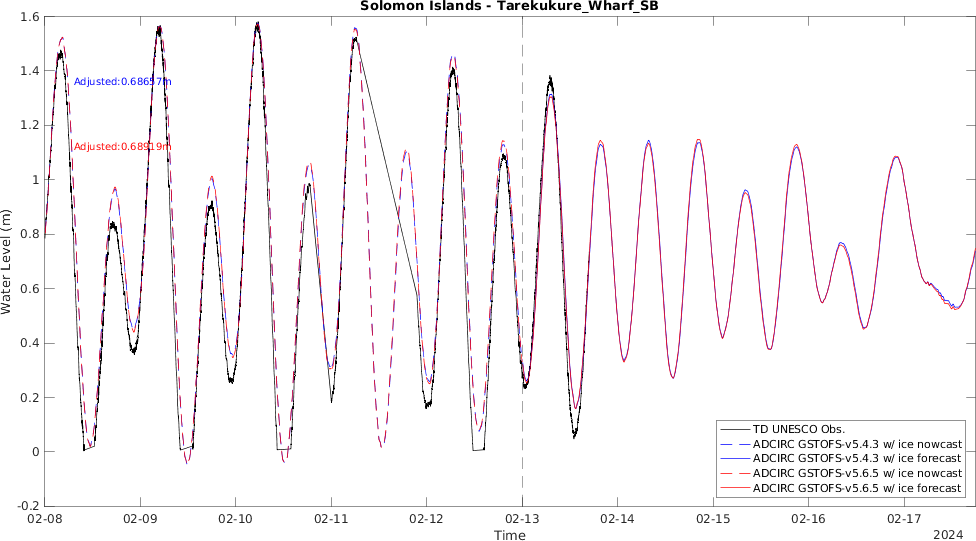 Solomon Islands - Tarekukure_Wharf_SB
1.6
1.4
1.2
1
0.8
0.6
0.4
0.2
0
-0.2
Water Level (m)
Adjusted:0.68657m
Adjusted:0.68919m
TD UNESCO Obs.
ADCIRC GSTOFS-v5.4.3 w/ ice nowcast
ADCIRC GSTOFS-v5.4.3 w/ ice forecast
ADCIRC GSTOFS-v5.6.5 w/ ice nowcast
ADCIRC GSTOFS-v5.6.5 w/ ice forecast
02-08 02-09 02-10 02-11 02-12 02-13 02-14 02-15 02-16 02-17
Time
2024